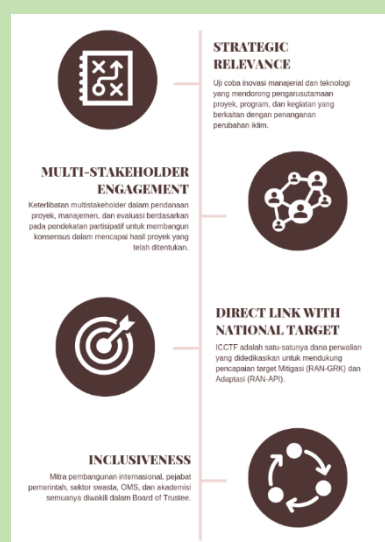 STRATEGIC
RELEVANCE
Uji coba inovasi manajerial dan teknologi
yang mendorong pengarusutamaan
proyek, program, dan kegiatan yang
berkaitan dengan penanganan
perubahan iklim.
MULTI-STAKEHOLDER
ENGAGEMENT
Keterlibatan multistakeholder dalam pendanaan
proyek, manajemen, dan evaluasi berdasarkan
pada pendekatan partisipatif untuk membangun
konsensus dalam mencapai hasil proyek yang
telah ditentukan.
DIRECT LINK WITH
NATIONAL TARGET
ICCTF adalah satu-satunya dana perwalian
yang didedikasikan untuk mendukung
pencapaian target Mitigasi (RAN-GRK) dan
Adaptasi (RAN-API).
INCLUSIVENESS
Mitra pembangunan internasional, pejabat
pemerintah, sektor swasta, OMS, dan akademisi
semuanya diwakili dalam Board of Trustee.